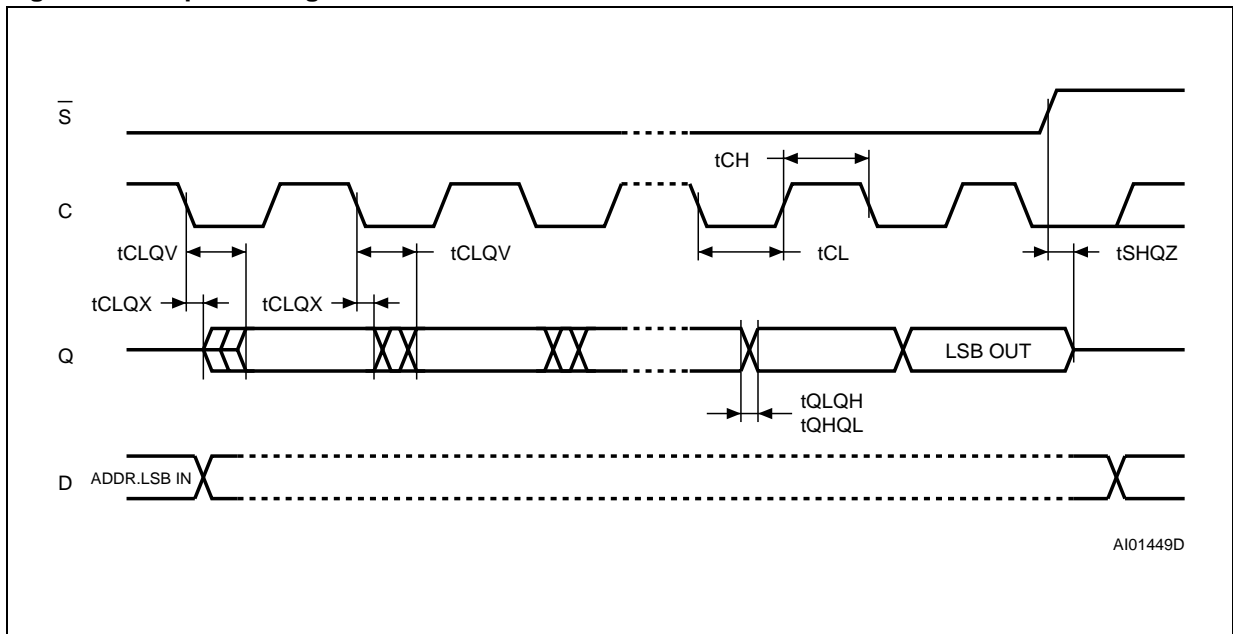 S
tCH
C
tCLQV
tCLQV
tCL
tSHQZ
tCLQX
tCLQX
Q
LSB OUT
tQLQH
tQHQL
D
ADDR.LSB IN
AI01449D